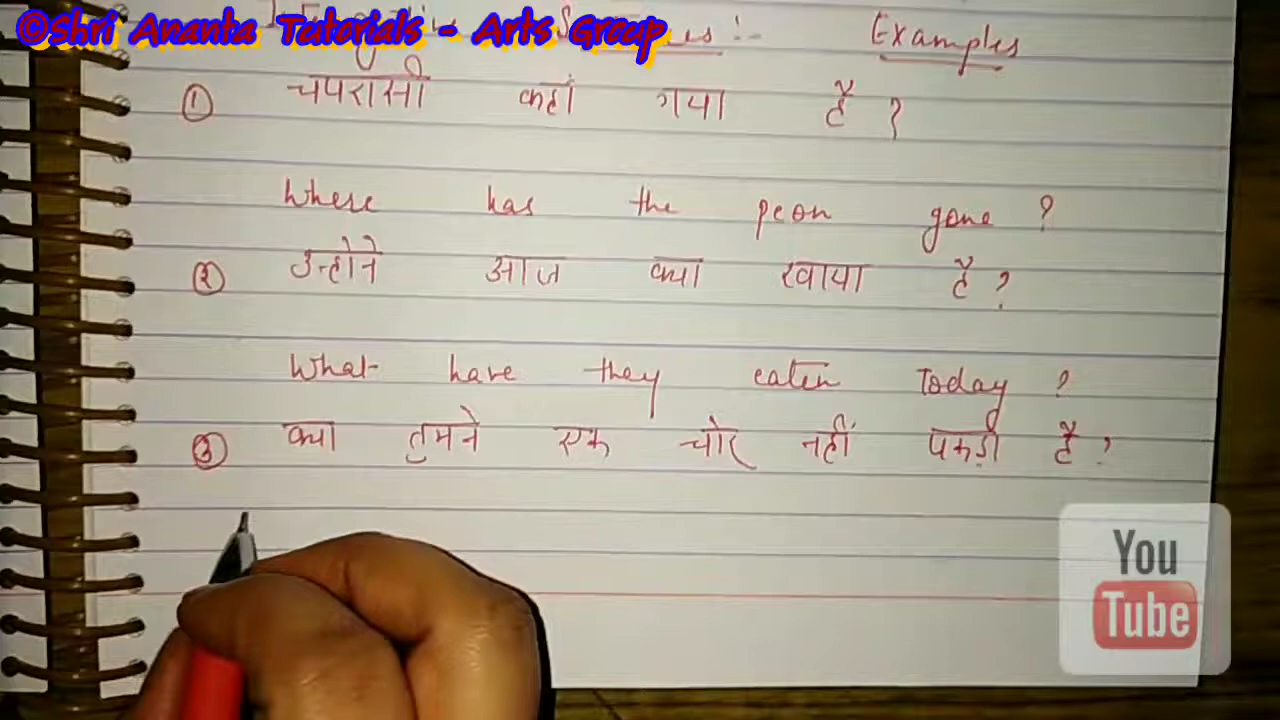 ©Shri Ananta Tutorials - Arts Group
Examples
① चपरासी कहां गया है ?
Where has the peon gone ?
② उन्होने आज क्या खाया है ?
What have they eaten Today ?
③ क्या तुमने एक चोर नहीं पकड़ा है ?
You
Tube